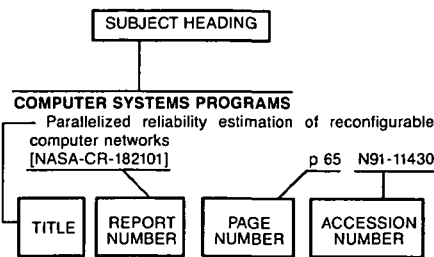 SUBJECT HEADING
COMPUTER SYSTEMS PROGRAMS
Parallelized reliability estimation of reconfigurable
computer networks
[NASA-CR-182101] p 65 N91-11430
TITLE
REPORT NUMBER
PAGE NUMBER
ACCESSION NUMBER